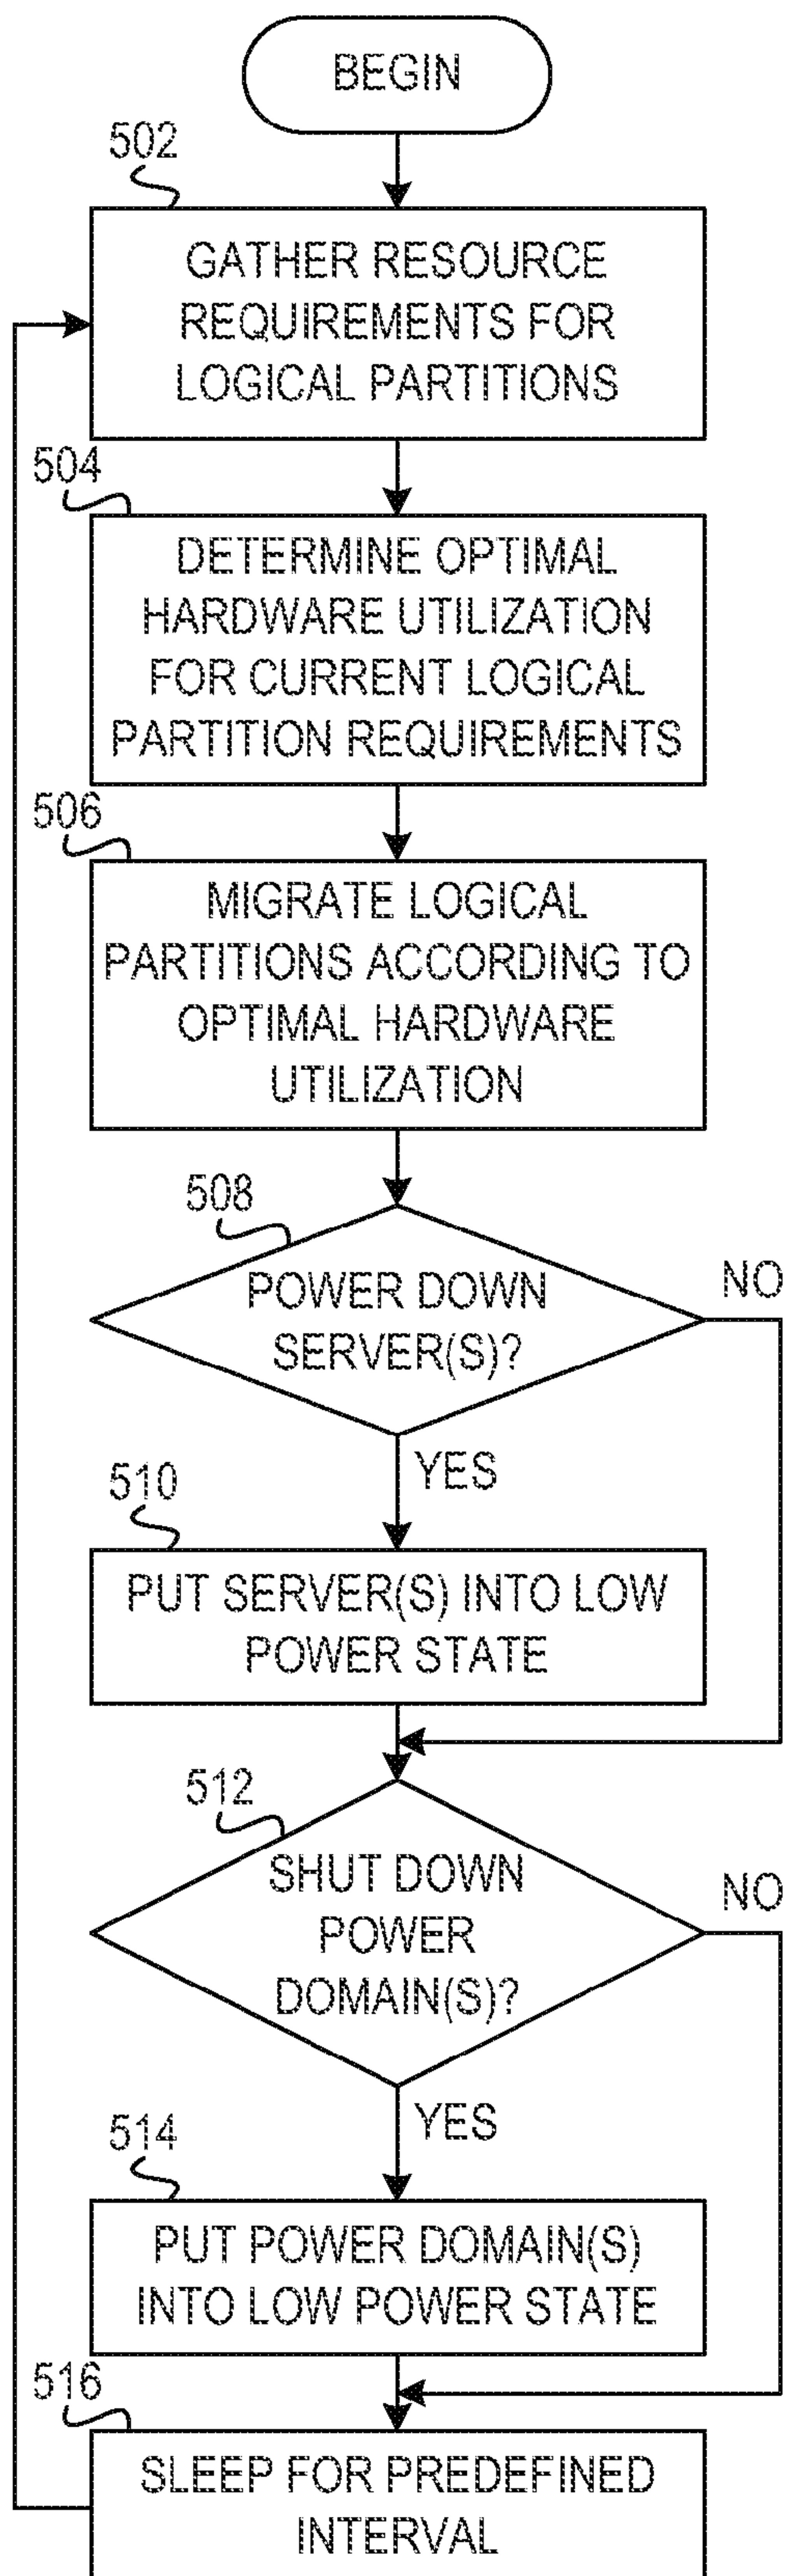 BEGIN
502
GATHER RESOURCE
REQUIREMENTS FOR
LOGICAL PARTITIONS
504
DETERMINE OPTIMAL
HARDWARE UTILIZATION
FOR CURRENT LOGICAL
PARTITION REQUIREMENTS
506
MIGRATE LOGICAL
PARTITIONS ACCORDING TO
OPTIMAL HARDWARE
UTILIZATION
508
POWER DOWN
SERVER(S)?
NO
YES
510
PUT SERVER(S) INTO LOW
POWER STATE
512
SHUT DOWN
POWER
DOMAIN(S)?
NO
YES
514
PUT POWER DOMAIN(S)
INTO LOW POWER STATE
516
SLEEP FOR PREDEFINED
INTERVAL